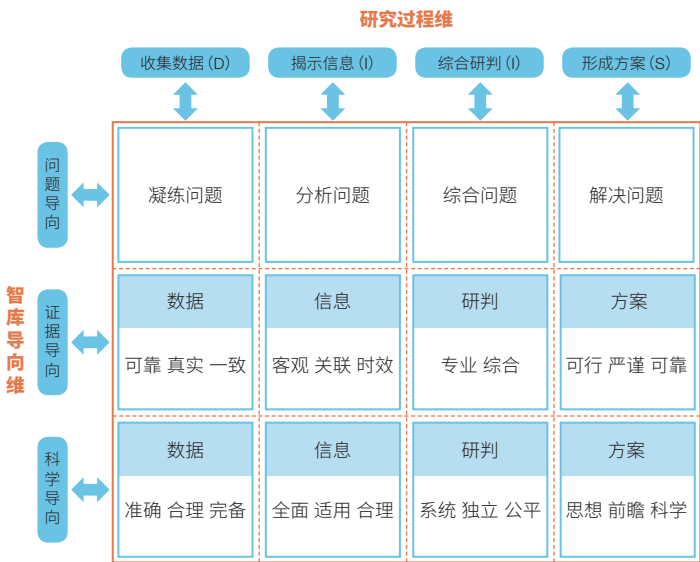 研究过程维
收集数据(D) 揭示信息(I) 综合研判(I) 形成方案(S)
智库导向维
问题导向
凝练问题 分析问题 综合问题 解决问题
证据导向
数据 信息 研判 方案
可靠 真实 一致 客观 关联 时效 专业 综合 可行 严谨 可靠
科学导向
数据 信息 研判 方案
准确 合理 完备 全面 适用 合理 系统 独立 公平 思想 前瞻 科学